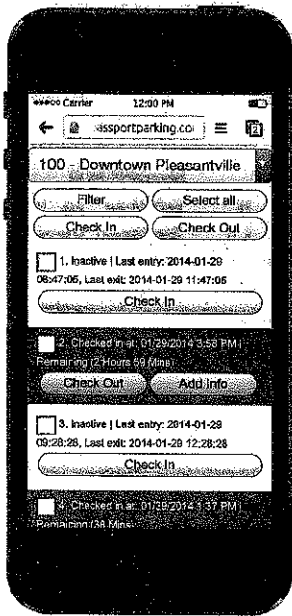 Carrier 12:00 PM
ssportparking.co
100 - Downtown Pleasantville
Filter Select all
Check In Check Out
1. Inactive | Last entry: 2014-01-29
08:47:05, Last exit: 2014-01-29 11:47:05
Check In
2. Checked in at: 01/29/2014 3:58 PM |
Remaining (2 Hours 59 Mins)
Check Out Add Info
3. Inactive | Last entry: 2014-01-29
09:28:28, Last exit: 2014-01-29 12:28:28
Check In
4. Checked in at: 01/29/2014 1:37 PM |
Remaining (38 Mins